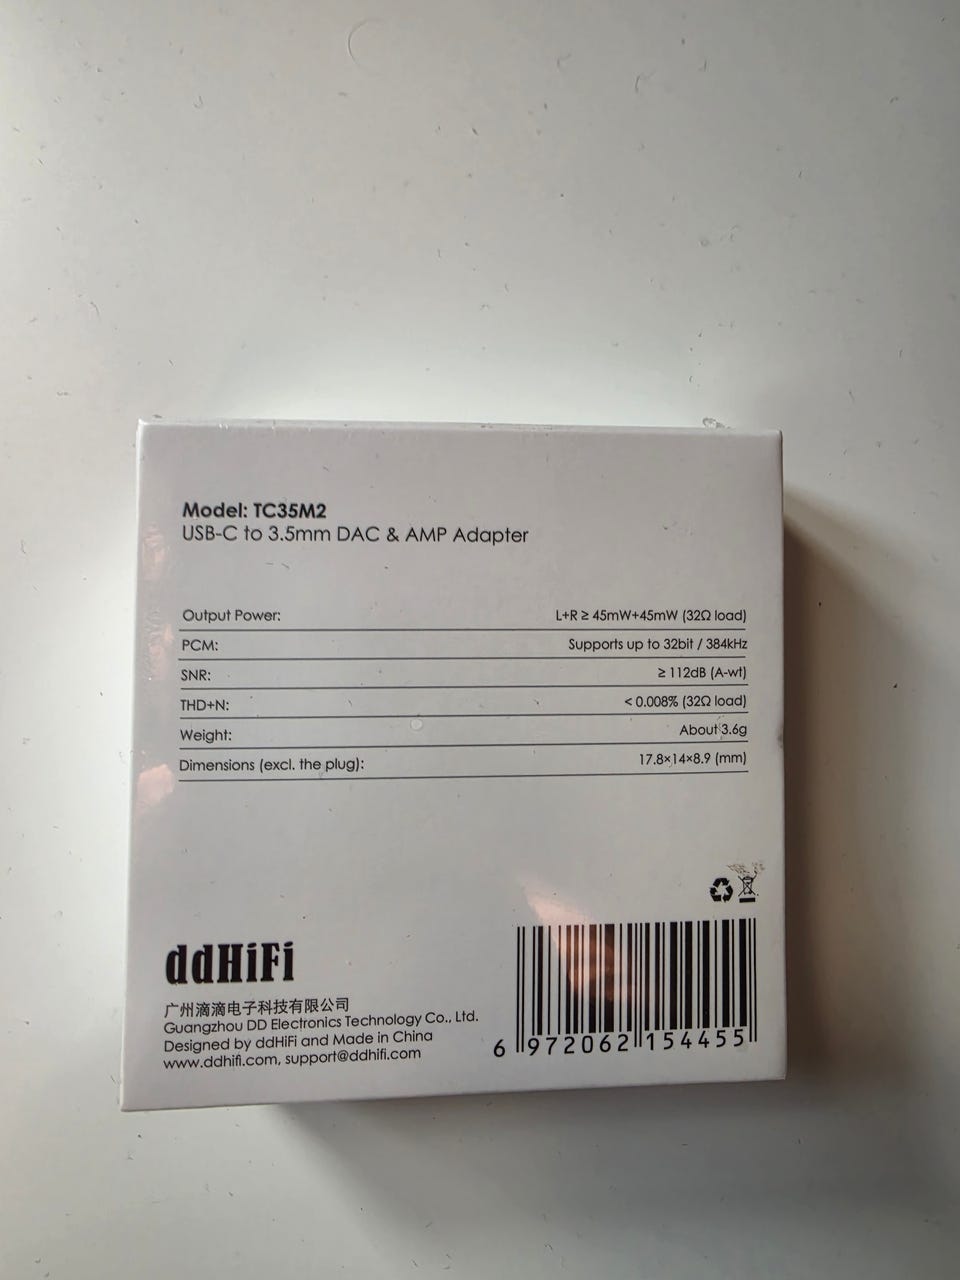 Model: TC35M2
USB-C to 3.5mm DAC & AMP Adapter
Output Power: L+R ≥ 45mW+45mW (32Ω load)
PCM: Supports up to 32bit / 384kHz
SNR: ≥ 112dB (A-wt)
THD+N: < 0.008% (32Ω load)
Weight: About 3.6g
Dimensions (excl. the plug): 17.8×14×8.9 (mm)
ddHiFi
广州滴滴电子科技有限公司
Guangzhou DD Electronics Technology Co., Ltd.
Designed by ddHiFi and Made in China
www.ddhifi.com, support@ddhifi.com
6 972062 154455